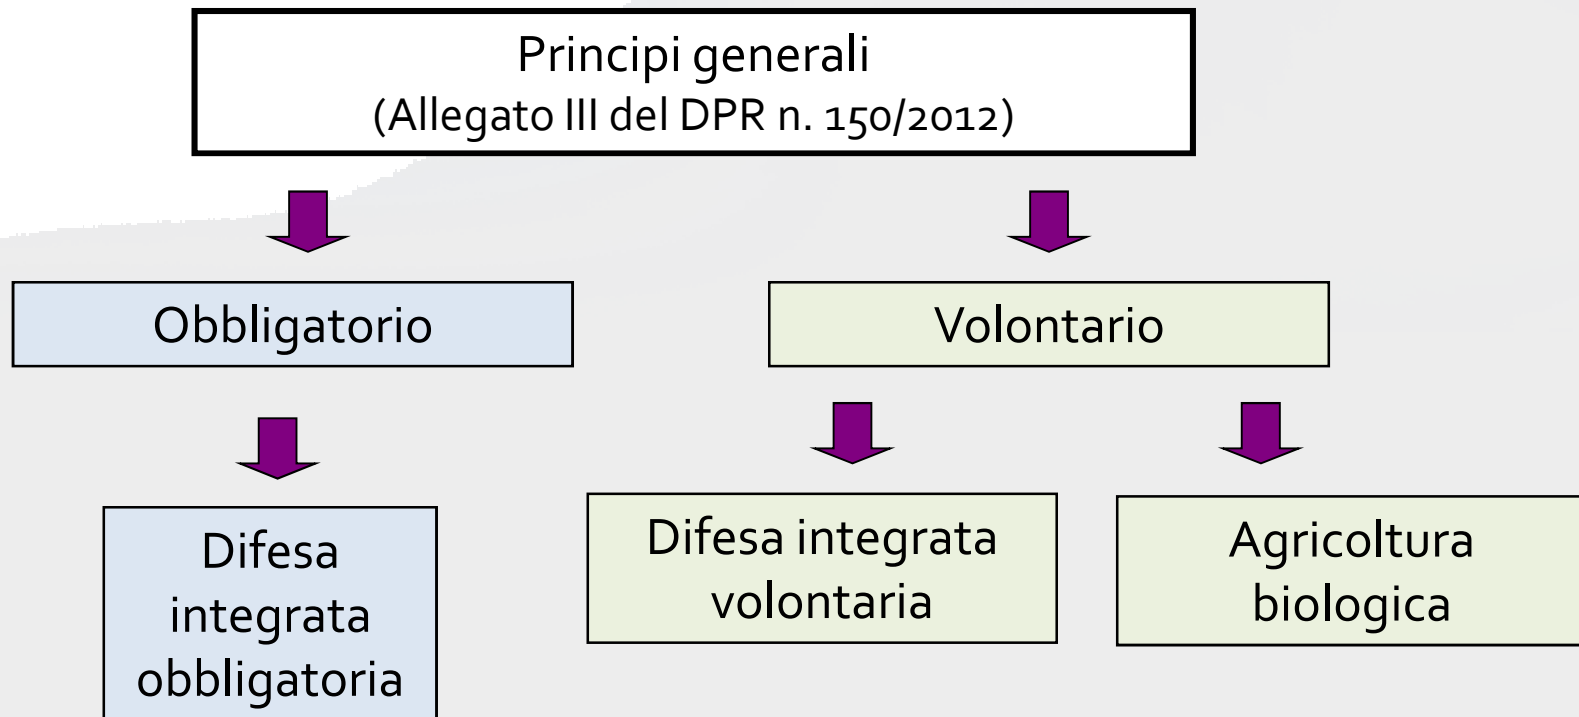 Principi generali
(Allegato III del DPR n. 150/2012)
Obbligatorio
Volontario
Difesa
integrata
obbligatoria
Difesa integrata
volontaria
Agricoltura
biologica